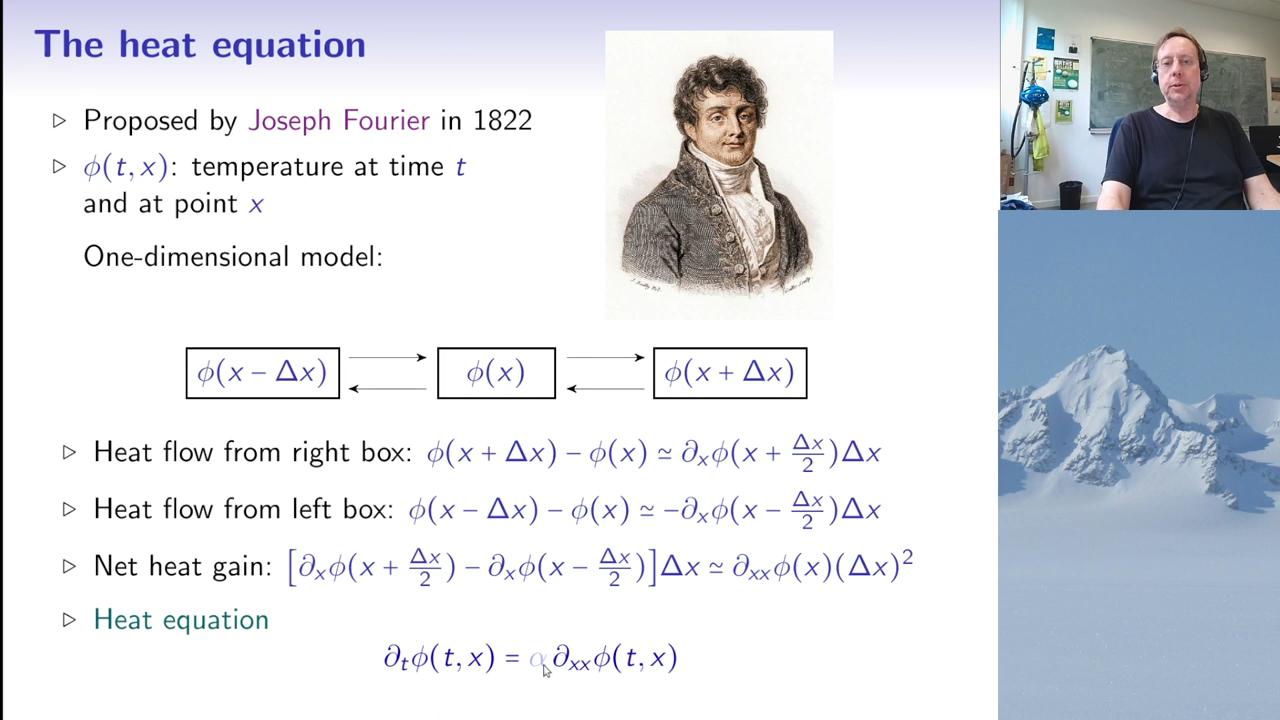 The heat equation
▷ Proposed by Joseph Fourier in 1822
▷ ϕ(t, x): temperature at time t
and at point x
One-dimensional model:
ϕ(x − Δx) ϕ(x) ϕ(x + Δx)
▷ Heat flow from right box: ϕ(x + Δx) − ϕ(x) ≃ ∂ₓϕ(x + Δx/2)Δx
▷ Heat flow from left box: ϕ(x − Δx) − ϕ(x) ≃ −∂ₓϕ(x − Δx/2)Δx
▷ Net heat gain: [∂ₓϕ(x + Δx/2) − ∂ₓϕ(x − Δx/2)]Δx ≃ ∂ₓₓϕ(x)(Δx)²
▷ Heat equation
∂ₜϕ(t, x) = α ∂ₓₓϕ(t, x)